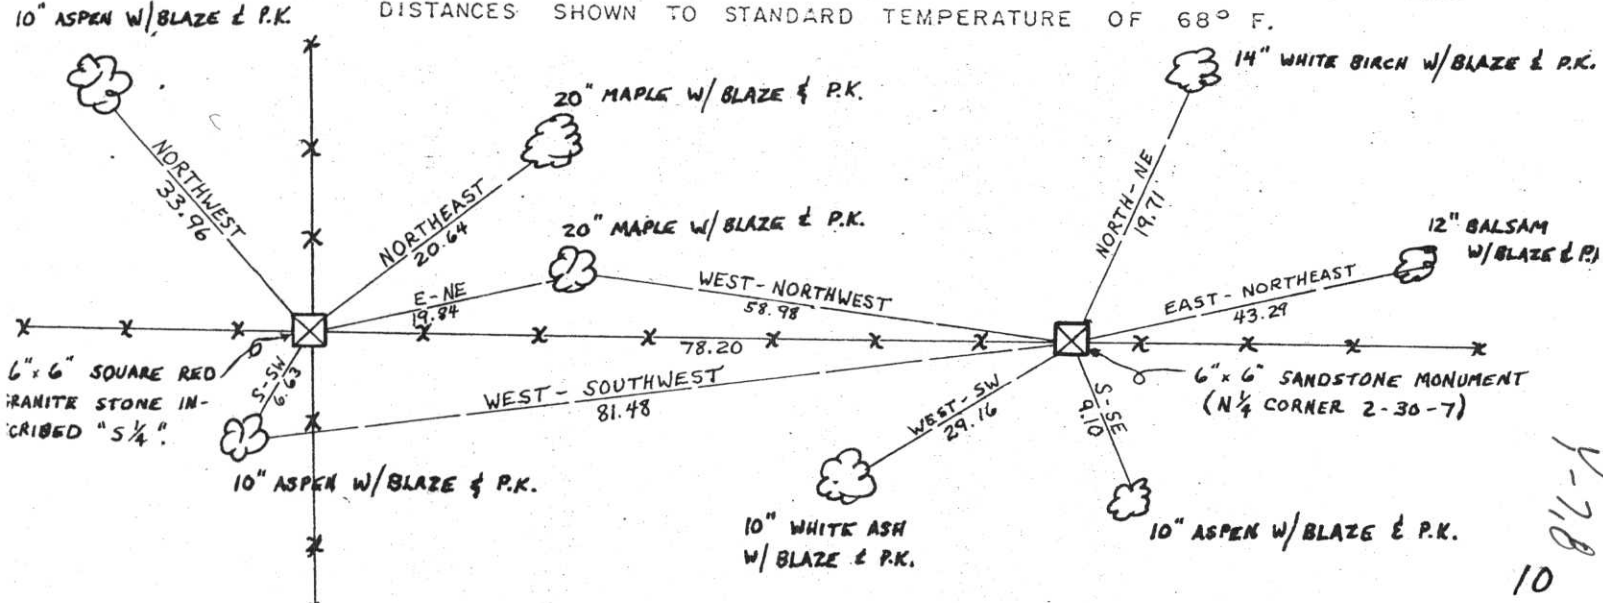 DISTANCES SHOWN TO STANDARD TEMPERATURE OF 68° F.
10" ASPEN W/BLAZE & P.K.
14" WHITE BIRCH W/BLAZE & P.K.
20" MAPLE W/BLAZE & P.K.
NORTHWEST
33.96
NORTHEAST
20.64
NORTH-NE
19.71
20" MAPLE W/BLAZE & P.K.
12" BALSAM
W/BLAZE & P.
E-NE
19.84
WEST-NORTHWEST
58.98
EAST-NORTHEAST
43.29
78.20
6"x 6" SQUARE RED
RANITE STONE IN-
CRIBED "S¼".
S-SW
6.63
WEST-SOUTHWEST
81.48
WEST-SW
29.16
S-SE
9.10
6"x 6" SANDSTONE MONUMENT
(N¼ CORNER 2-30-7)
10" ASPEN W/BLAZE & P.K.
10" WHITE ASH
W/BLAZE & P.K.
10" ASPEN W/BLAZE & P.K.
10